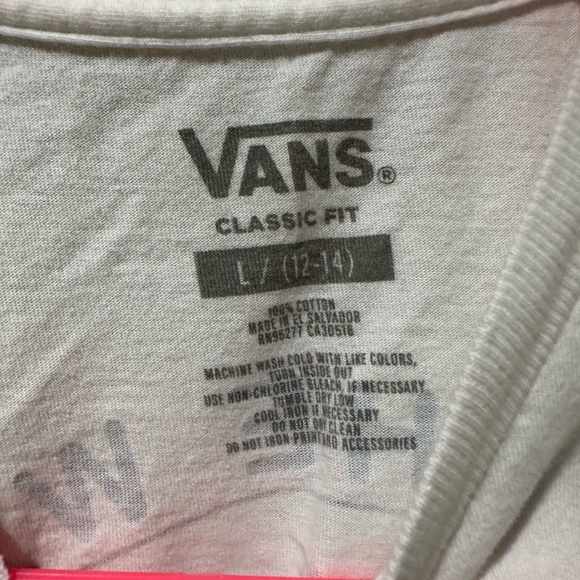 VANS®
CLASSIC FIT
L / (12-14)
100% COTTON
MADE IN EL SALVADOR
RN96277 CA30516
MACHINE WASH COLD WITH LIKE COLORS,
TURN INSIDE OUT
USE NON-CHLORINE BLEACH, IF NECESSARY
TUMBLE DRY LOW
COOL IRON IF NECESSARY
DO NOT DRY CLEAN
DO NOT IRON PRINT AND ACCESSORIES